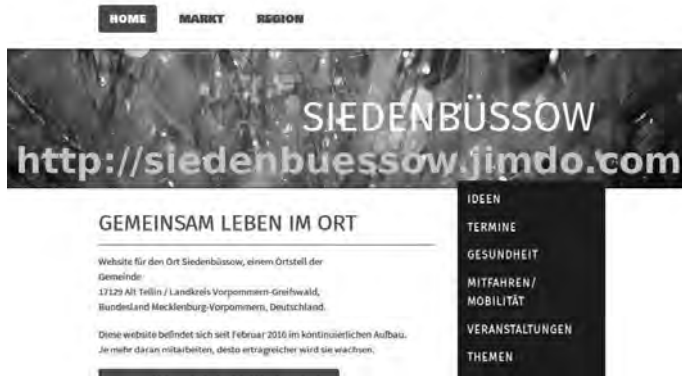 HOME MARKT REGION
SIEDENBÜSSOW
http://siedenbuessow.jimdo.com
GEMEINSAM LEBEN IM ORT
Website für den Ort Siedenbüssow, einem Ortsteil der
Gemeinde
17129 Alt Tellin / Landkreis Vorpommern-Greifswald,
Bundesland Mecklenburg-Vorpommern, Deutschland.
Diese website befindet sich seit Februar 2016 im kontinuierlichen Aufbau.
Je mehr daran mitarbeiten, desto ertragreicher wird sie wachsen.
IDEEN
TERMINE
GESUNDHEIT
MITFAHREN/
MOBILITÄT
VERANSTALTUNGEN
THEMEN